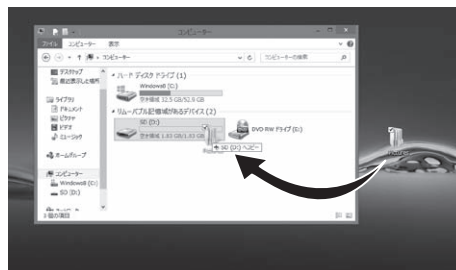 コンピューター
ファイル コンピューター 表示
コンピューター
コンピューターの検索
デスクトップ
最近表示した場所
ライブラリ
ドキュメント
ピクチャ
ビデオ
ミュージック
ホームグループ
コンピューター
Windows8 (C:)
SD (D:)
ハード ディスク ドライブ (1)
Windows8 (C:)
空き領域 32.5 GB/52.9 GB
リムーバブル記憶域があるデバイス (2)
SD (D:)
空き領域 1.83 GB/1.83 GB
DVD RW ドライブ (E:)
SD (D:) へコピー
3 個の項目